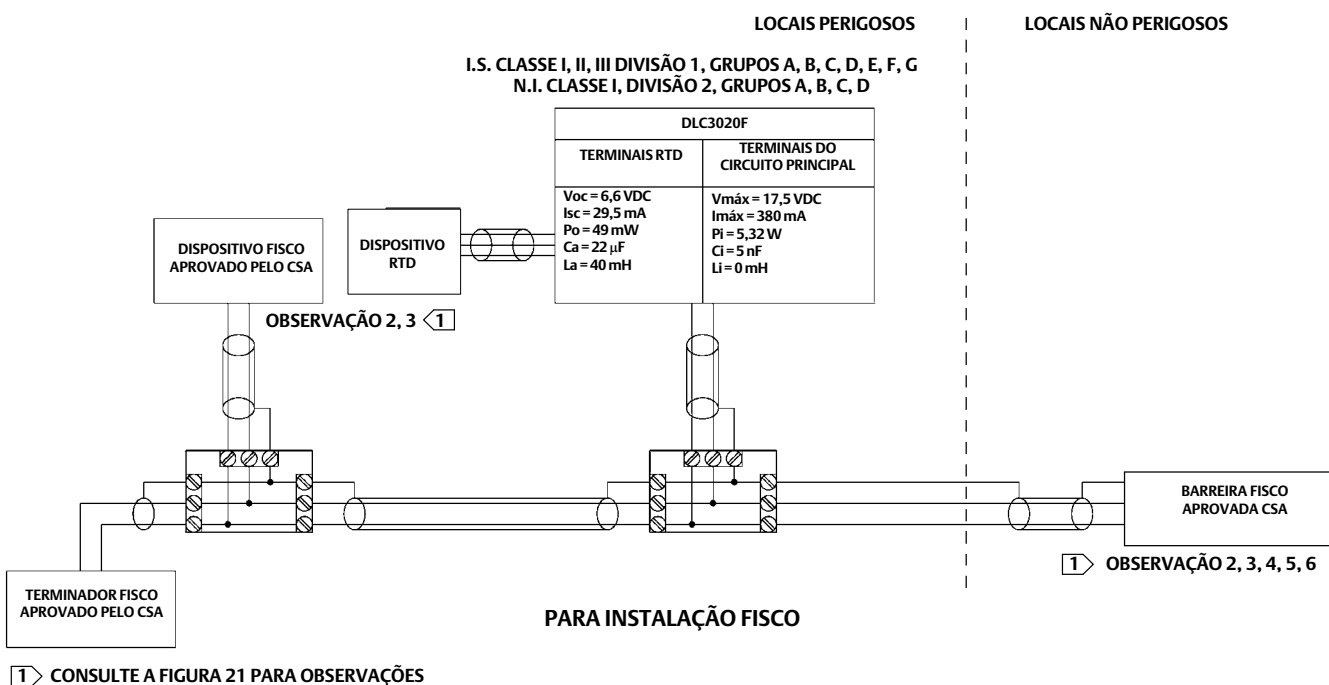 LOCAIS PERIGOSOS
LOCAIS NÃO PERIGOSOS
I.S. CLASSE I, II, III DIVISÃO 1, GRUPOS A, B, C, D, E, F, G
N.I. CLASSE I, DIVISÃO 2, GRUPOS A, B, C, D
DLC3020F
TERMINAIS RTD
Voc = 6,6 VDC
Isc = 29,5 mA
Po = 49 mW
Ca = 22 µF
La = 40 mH
TERMINAIS DO
CIRCUITO PRINCIPAL
Vmáx = 17,5 VDC
Imáx = 380 mA
Pi = 5,32 W
Ci = 5 nF
Li = 0 mH
DISPOSITIVO FISCO
APROVADO PELO CSA
DISPOSITIVO
RTD
OBSERVAÇÃO 2, 3 1
BARREIRA FISCO
APROVADA CSA
1 OBSERVAÇÃO 2, 3, 4, 5, 6
TERMINADOR FISCO
APROVADO PELO CSA
PARA INSTALAÇÃO FISCO
1 CONSULTE A FIGURA 21 PARA OBSERVAÇÕES